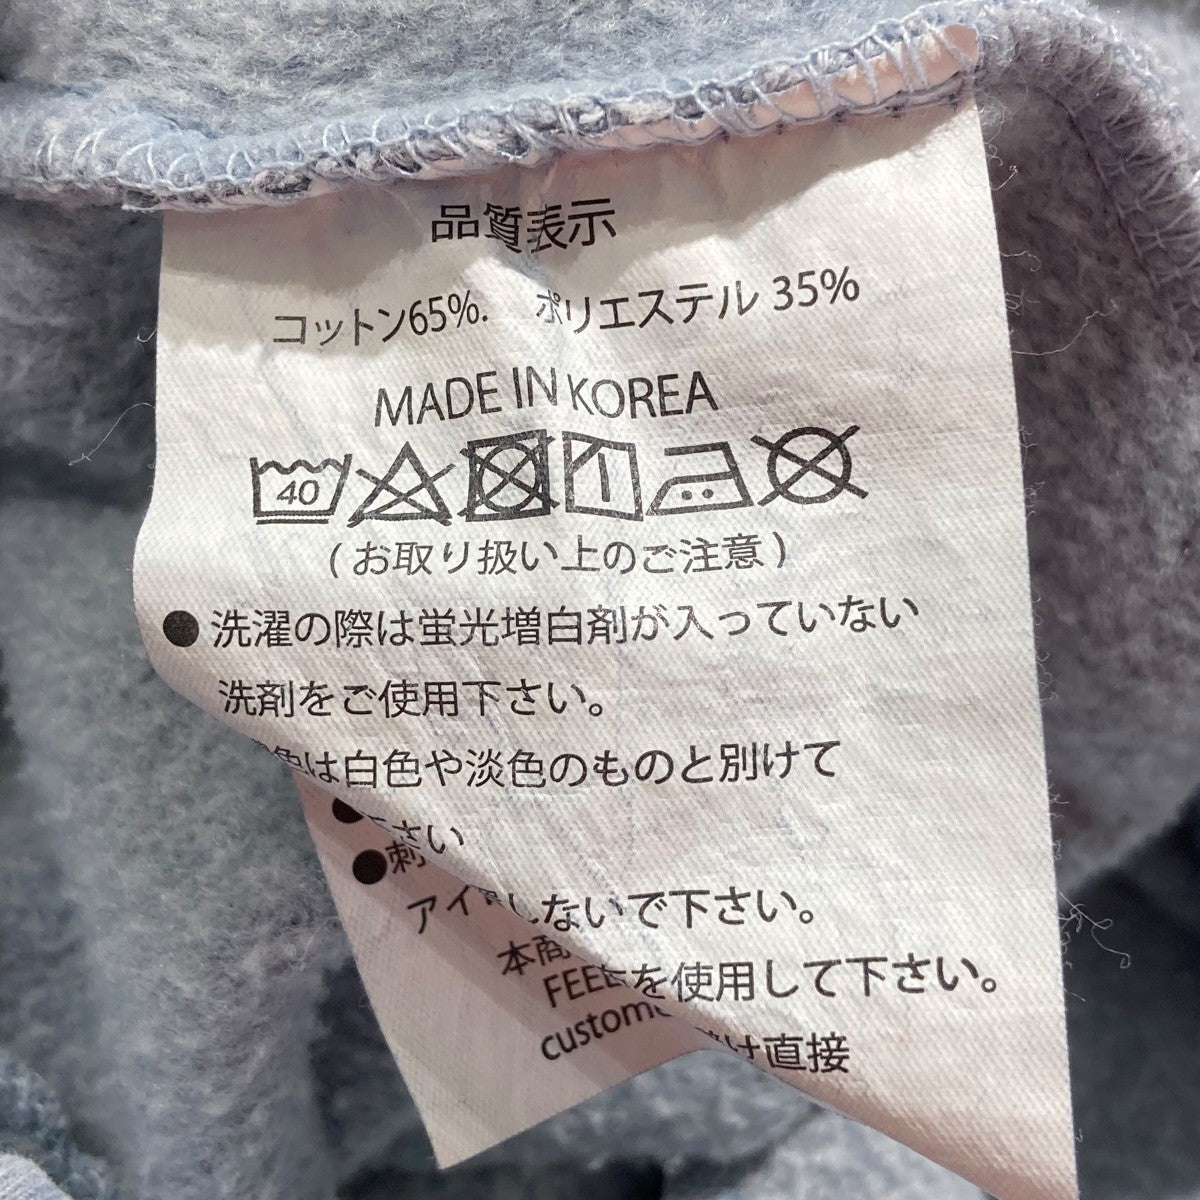 品質表示
コットン65%. ポリエステル 35%
MADE IN KOREA
40
(お取り扱い上のご注意)
●洗濯の際は蛍光増白剤が入っていない
洗剤をご使用下さい。
色は白色や淡色のものと別けて
さい
●刺
アイ しないで下さい。
を使用して下さい。
本商
FEEL
custome
け直接